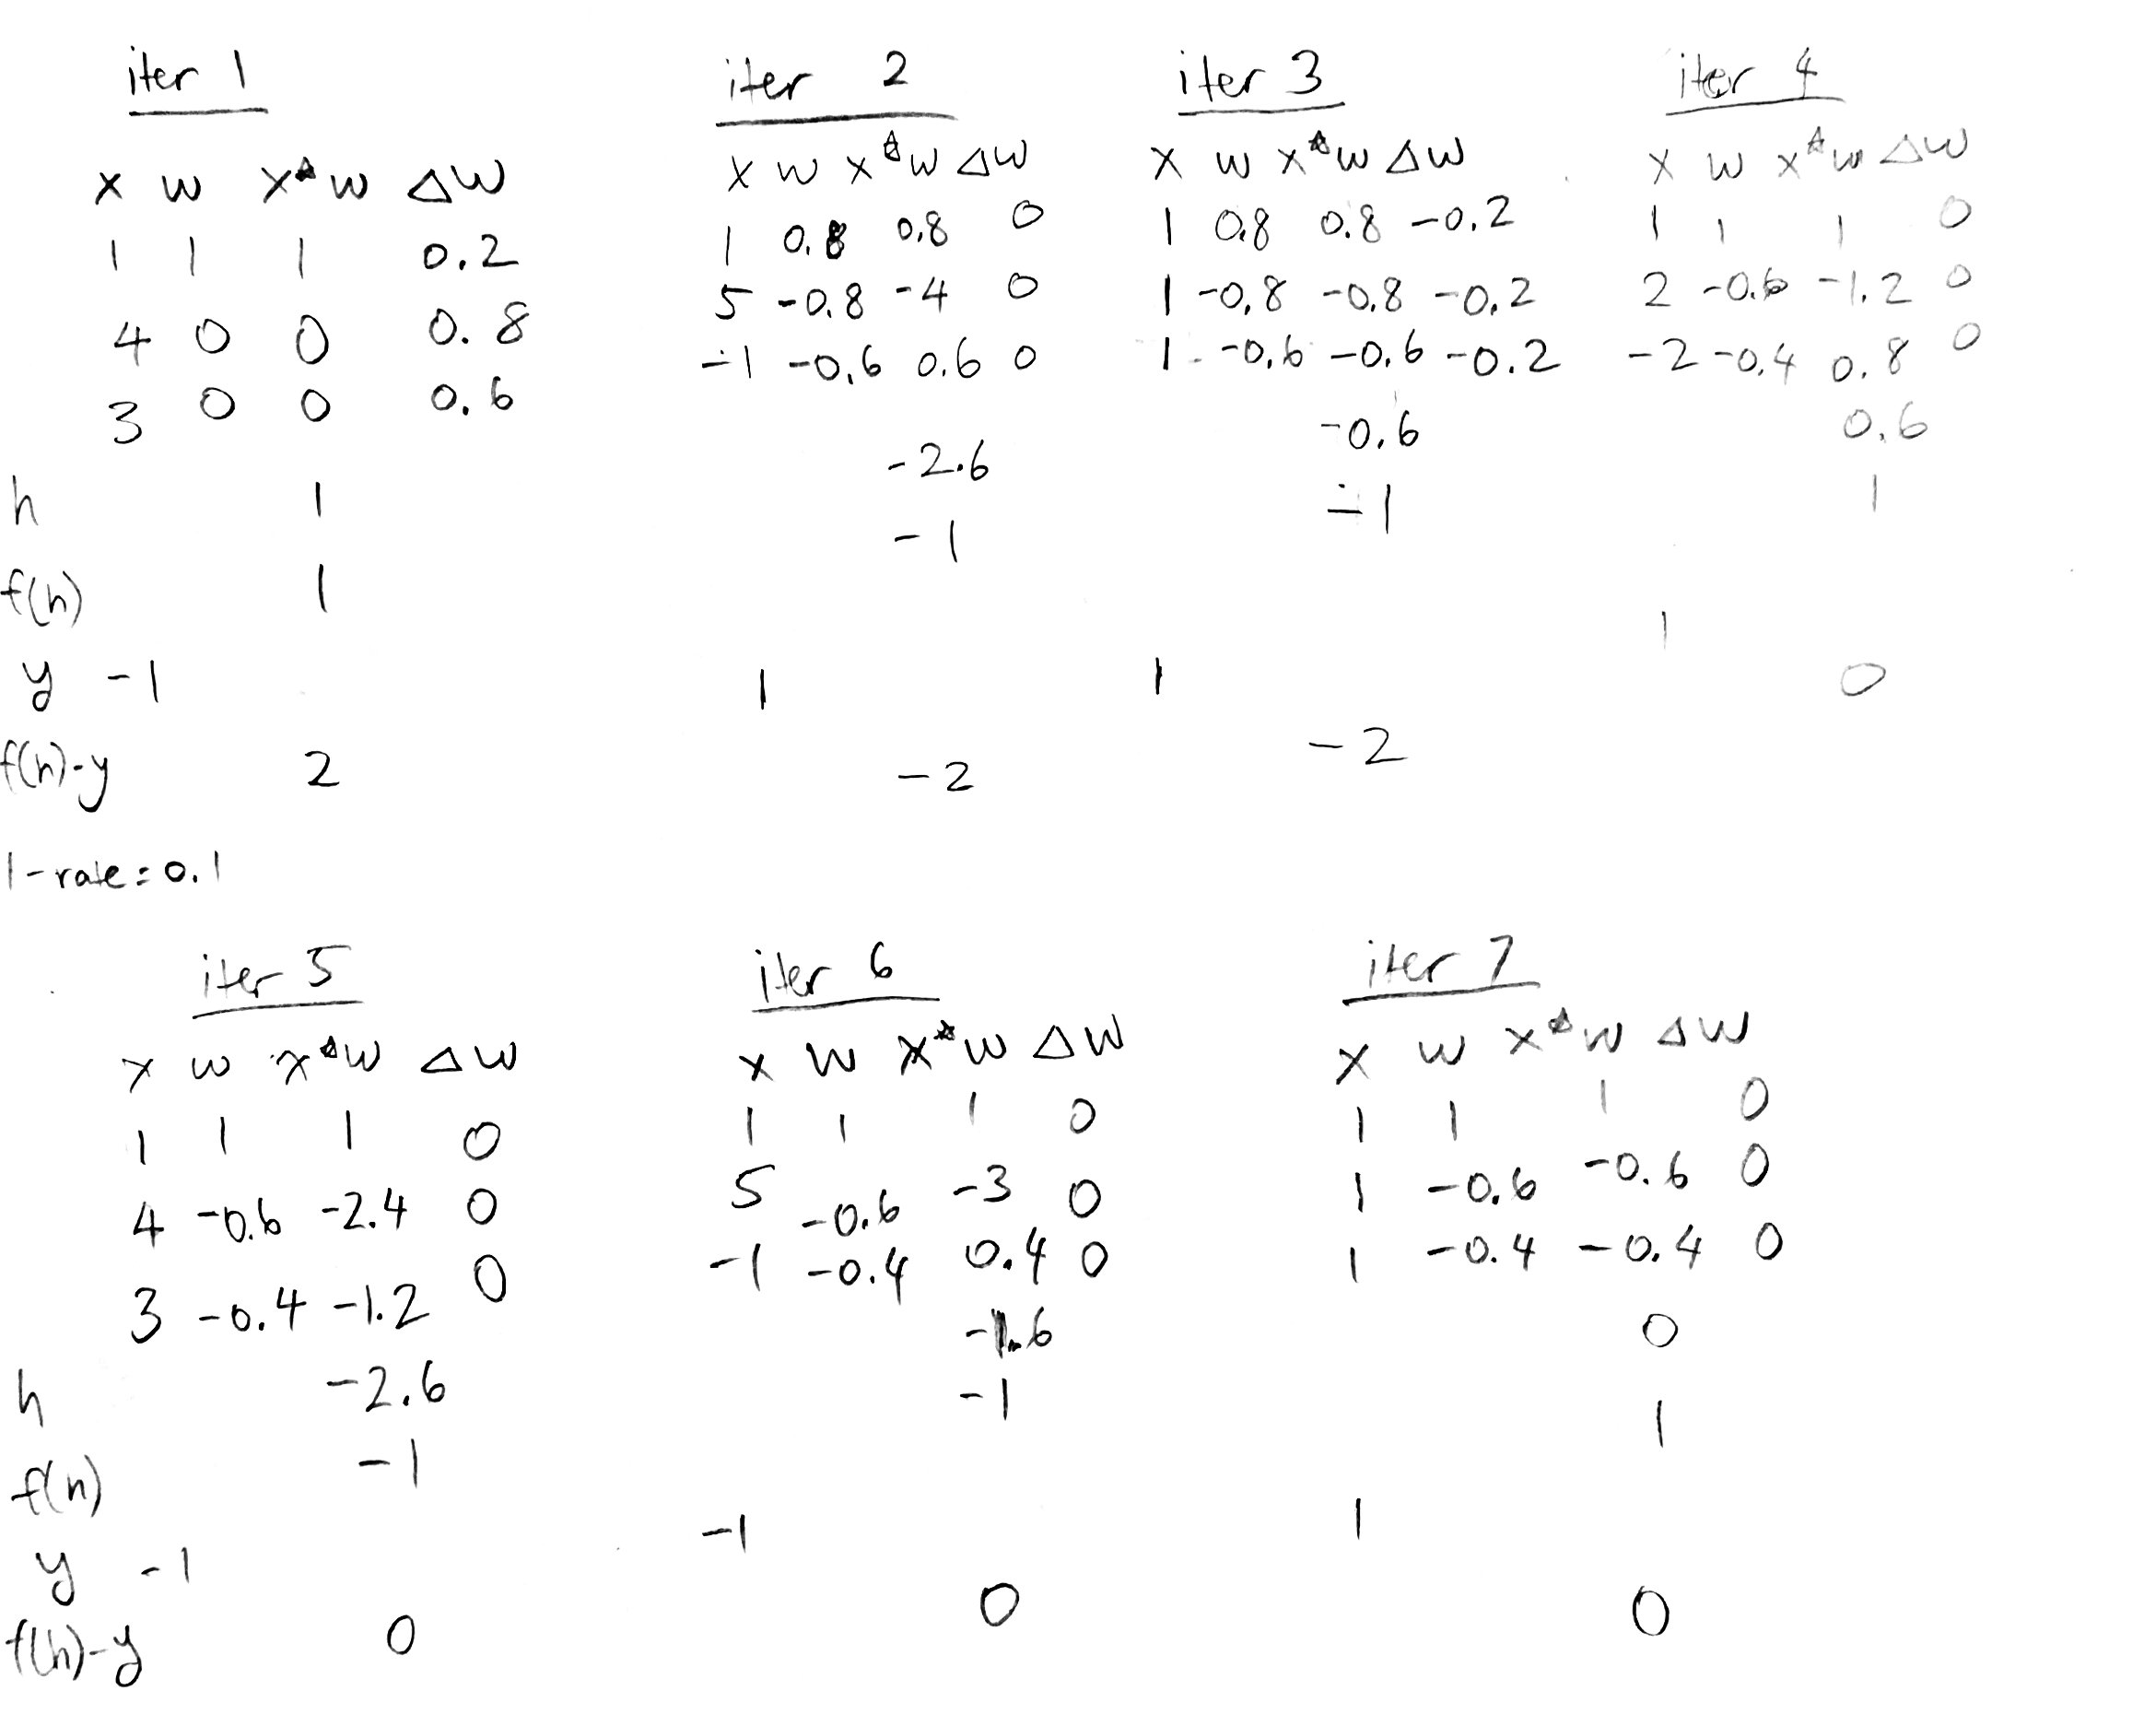 iter 1
x w x*w Δw
1 1 1 0.2
4 0 0 0.8
3 0 0 0.6
h 1
f(h) 1
y -1
f(h)-y 2
l-rate=0.1
iter 2
x w x*w Δw
1 0.8 0.8 0
5 -0.8 -4 0
-1 -0.6 0.6 0
-2.6
-1
1
-2
iter 3
x w x*w Δw
1 0.8 0.8 -0.2
1 -0.8 -0.8 -0.2
1 -0.6 -0.6 -0.2
-0.6
-1
1
-2
iter 4
x w x*w Δw
1 1 1 0
2 -0.6 -1.2 0
-2 -0.4 0.8 0
0.6
1
1
0
iter 5
x w x*w Δw
1 1 1 0
4 -0.6 -2.4 0
3 -0.4 -1.2 0
h -2.6
f(h) -1
y -1
f(h)-y 0
iter 6
x w x*w Δw
1 1 1 0
5 -0.6 -3 0
-1 -0.4 0.4 0
-1.6
-1
-1
0
iter 7
x w x*w Δw
1 1 1 0
1 -0.6 -0.6 0
1 -0.4 -0.4 0
0
1
1
0